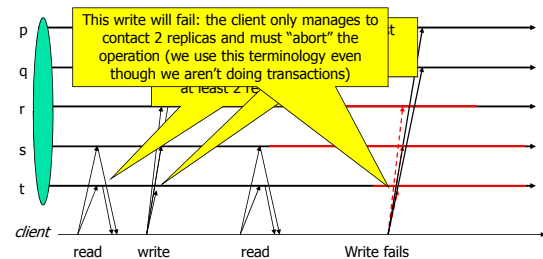 This write will fail: the client only manages to
contact 2 replicas and must “abort” the
operation (we use this terminology even
though we aren’t doing transactions)
at least 2 re
p
q
r
s
t
client
read write read Write fails